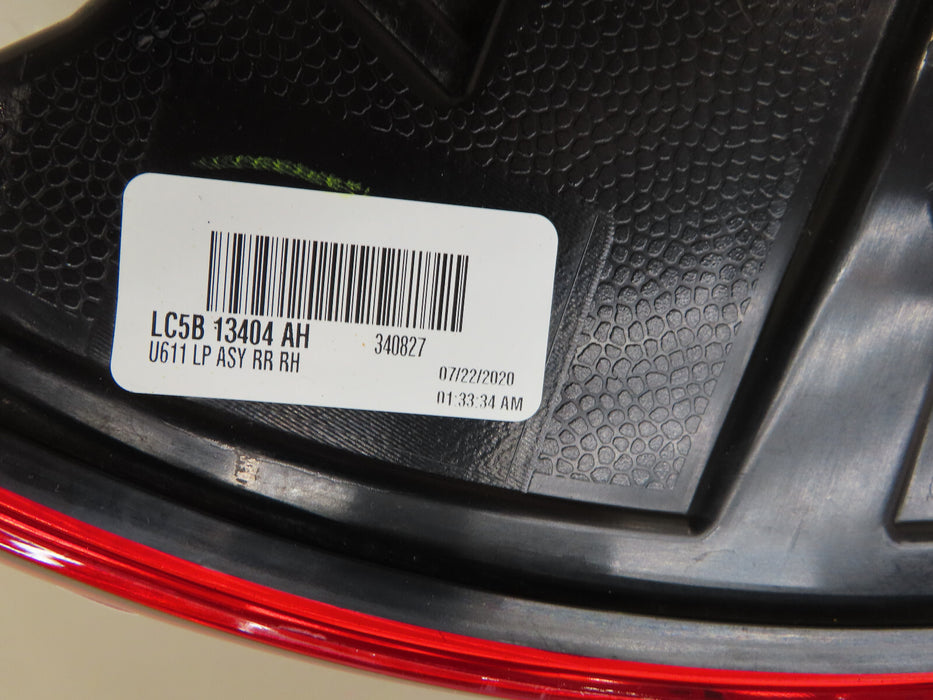 LC5B 13404 AH
340827
U611 LP ASY RR RH
07/22/2020
01:33:34 AM